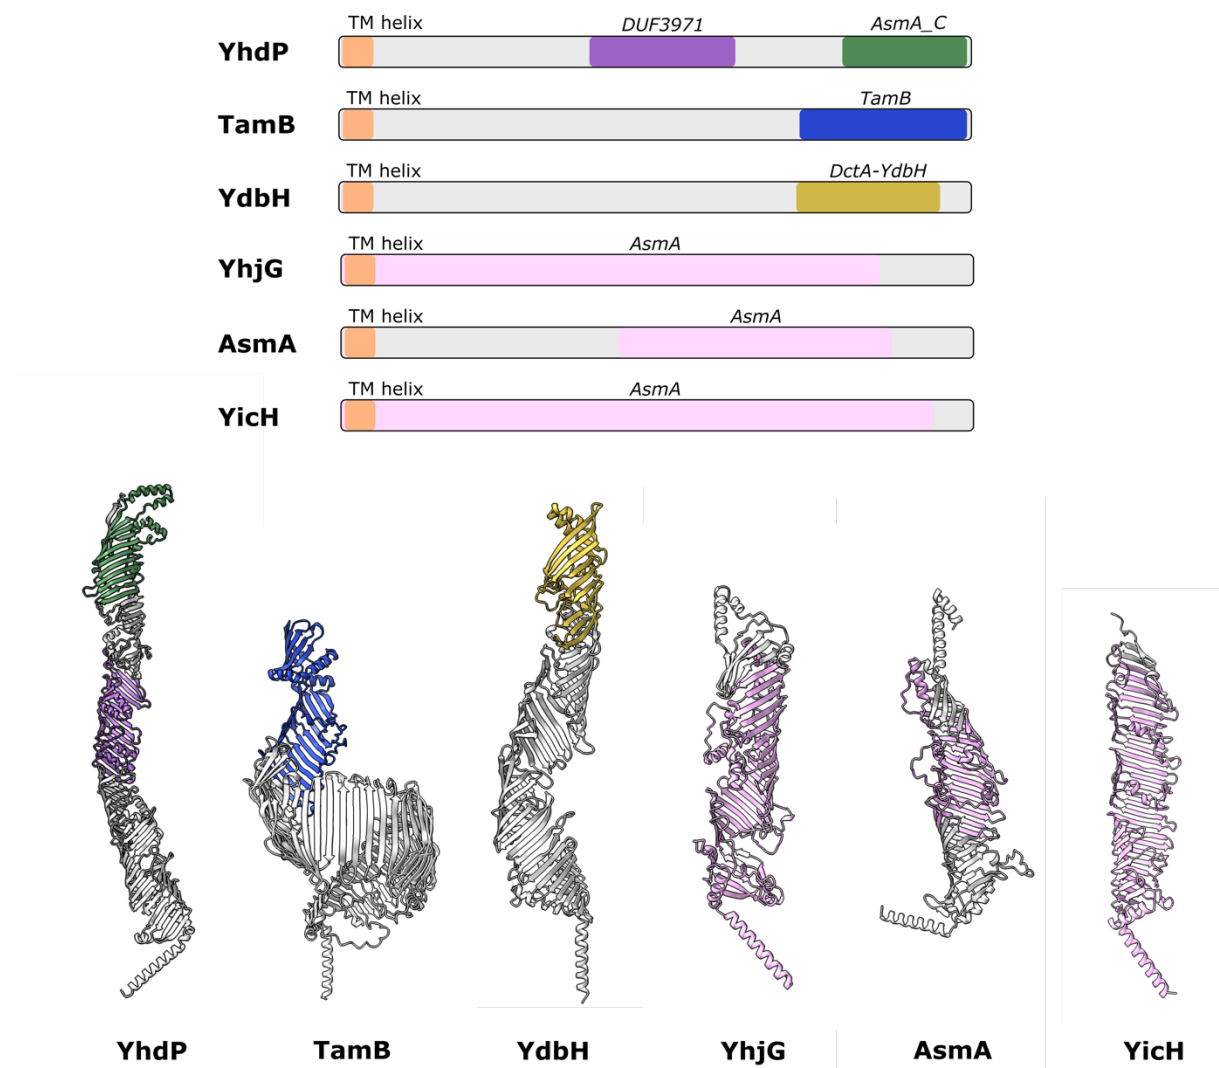 TM helix DUF3971 AsmA_C
YhdP
TM helix TamB
TamB
TM helix DctA-YdbH
YdbH
TM helix AsmA
YhjG
TM helix AsmA
AsmA
TM helix AsmA
YicH
YhdP TamB YdbH YhjG AsmA YicH